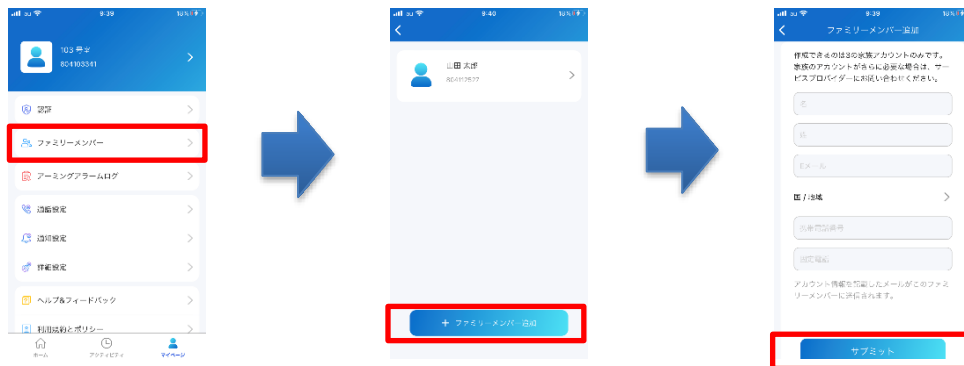 au 9:39 18%
103 号室
804103341
認証
ファミリーメンバー
アーミングアラームログ
通話設定
通知設定
詳細設定
ヘルプ&フィードバック
利用規約とポリシー
ホーム
アクティビティ
マイページ
au 9:40 18%
山田 太郎
+ ファミリーメンバー追加
au 9:39 18%
ファミリーメンバー追加
作成できるのは8の家族アカウントのみです。
家族のアカウントがさらに必要な場合は、サー
ビスプロバイダーにお問い合わせください。
名
姓
Eメール
国 / 地域
携帯電話番号
固定電話
アカウント情報を記載したメールがこのファミ
リーメンバーに送信されます。
サブミット